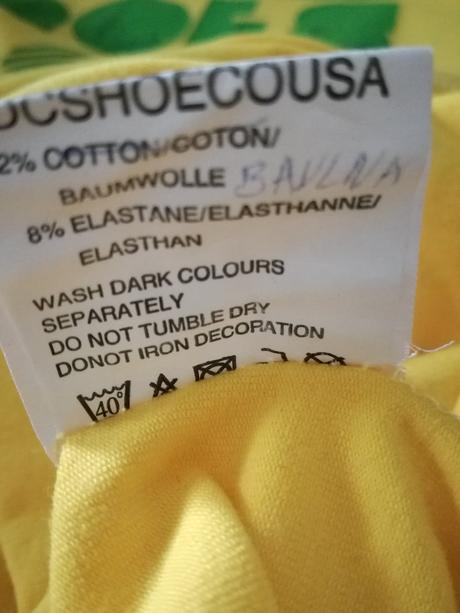 DCSHOECOUSA
2% COTTON/COTON/
BAUMWOLLE BAVLNA
8% ELASTANE/ELASTHANNE/
ELASTHAN
WASH DARK COLOURS
SEPARATELY
DO NOT TUMBLE DRY
DONOT IRON DECORATION
40°